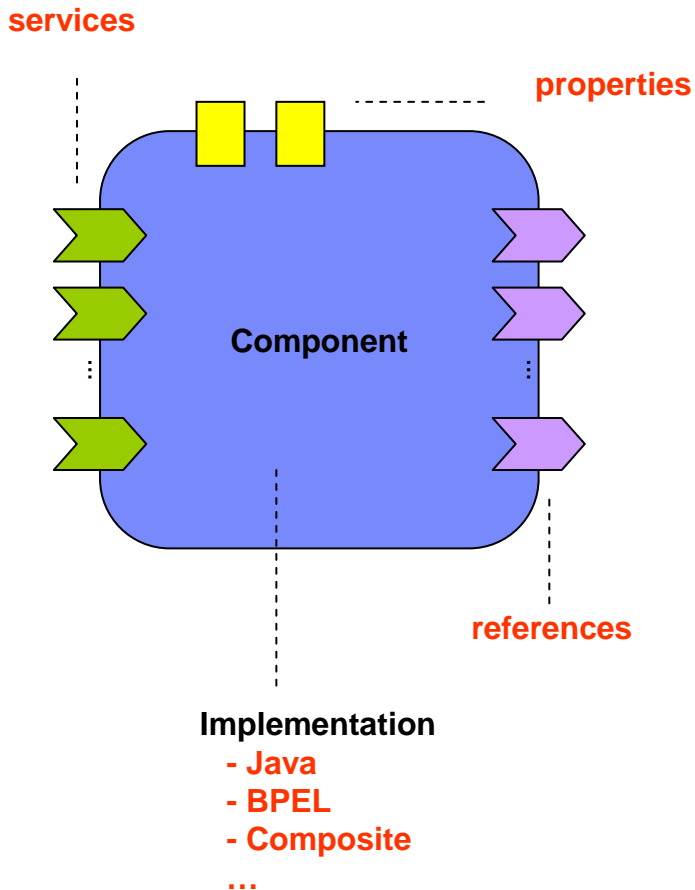 services
properties
Component
...
...
references
Implementation
- Java
- BPEL
- Composite
...